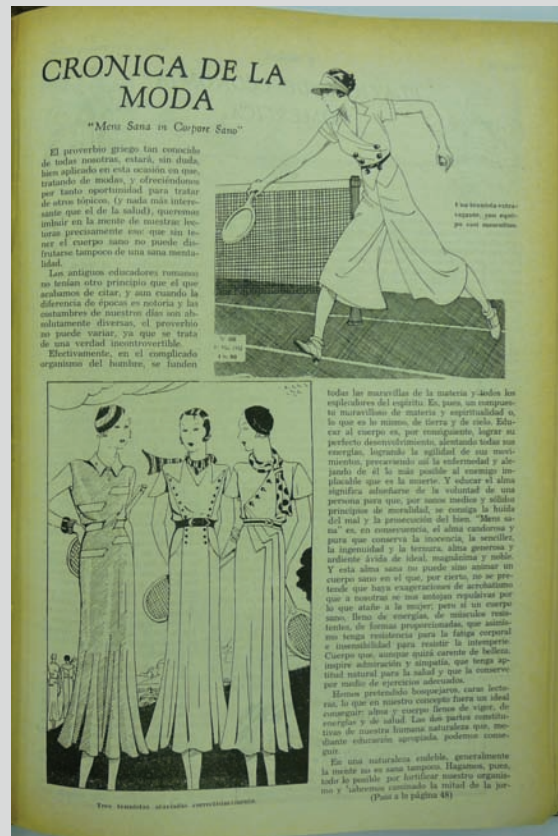 CRONICA DE LA
MODA
"Mens Sana in Corpore Sano"
El proverbio griego tan conocido
de todas nosotras, estará, sin duda,
bien aplicado en esta ocasión en que,
tratando de modas, y ofreciéndonos
por tanto oportunidad para tratar
de otros tópicos, (y nada más intere-
sante que el de la salud), queremos
imbuir en la mente de nuestras lec-
toras precisamente eso: que sin te-
ner el cuerpo sano no puede dis-
frutarse tampoco de una sana menta-
lidad.
Los antiguos educadores romanos
no tenían otro principio que el que
acabamos de citar, y aun cuando la
diferencia de épocas es notoria y las
costumbres de nuestros días son ab-
solutamente diversas, el proverbio
no puede variar, ya que se trata
de una verdad incontrovertible.
Efectivamente, en el complicado
organismo del hombre, se funden
Una tenista extra-
vagante, con equi-
po casi masculino.
todas las maravillas de la materia y todos los
esplendores del espíritu. Es, pues, un compues-
to maravilloso de materia y espiritualidad o,
lo que es lo mismo, de tierra y de cielo. Edu-
car al cuerpo es, por consiguiente, lograr su
perfecto desenvolvimiento, alentando todas sus
energías, logrando la agilidad de sus movi-
mientos, precaviendo así la enfermedad y ale-
jando de él lo más posible al enemigo im-
placable que es la muerte. Y educar el alma
significa adueñarse de la voluntad de una
persona para que, por sanos medios y sólidos
principios de moralidad, se consiga la huída
del mal y la prosecución del bien. "Mens sa-
na" es, en consecuencia, el alma candorosa y
pura que conserva la inocencia, la sencillez,
la ingenuidad y la ternura, alma generosa y
ardiente ávida de ideal, magnánima y noble.
Y esta alma sana no puede sino animar un
cuerpo sano en el que, por cierto, no se pre-
tende que haya exageraciones de acrobatismo
que a nosotras se nos antojan repulsivas por
lo que atañe a la mujer; pero sí un cuerpo
sano, lleno de energías, de músculos resis-
tentes, de formas proporcionadas, que asimis-
mo tenga resistencia para la fatiga corporal
e insensibilidad para resistir la intemperie.
Cuerpo que, aunque quizá carente de belleza,
inspire admiración y simpatía, que tenga ap-
titud natural para la salud y que la conserve
por medio de ejercicios adecuados.
Hemos pretendido bosquejaros, caras lecto-
ras, lo que en nuestro concepto fuera un ideal
conseguir: alma y cuerpo llenos de vigor, de
energías y de salud. Las dos partes constitu-
tivas de nuestra humana naturaleza que, me-
diante educación apropiada, podemos conse-
guir.
En una naturaleza endeble, generalmente
la mente no es sana tampoco. Hagamos, pues,
todo lo posible por fortificar nuestro organis-
mo y sabremos caminado la mitad de la jor-
(Pasa a la página 48)
Tres tenistas ataviadas correctísimamente.